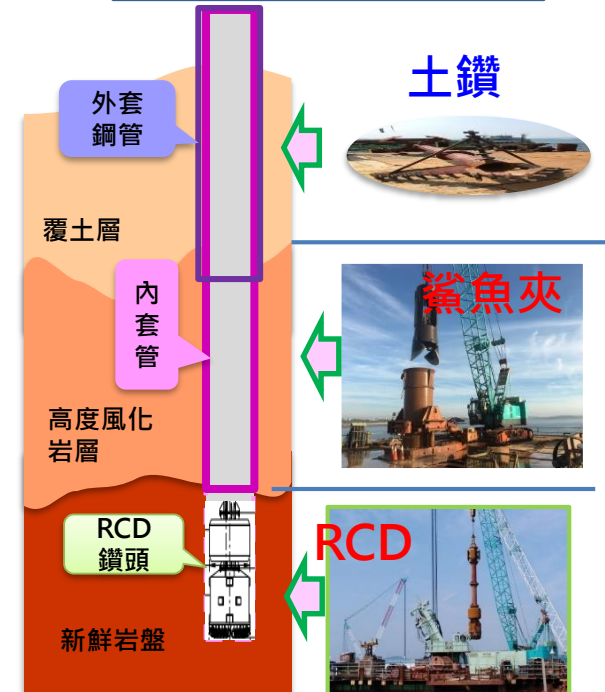 土鑽
外套
鋼管
覆土層
鯊魚夾
內
套
管
高度風化
岩層
RCD
RCD
鑽頭
新鮮岩盤